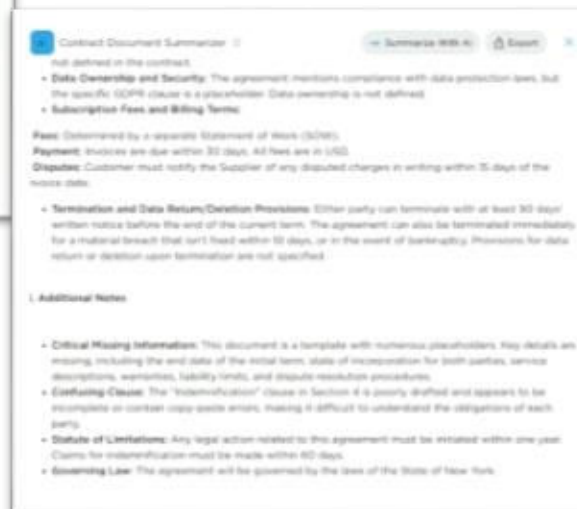 Contract Document Summarizer
Summarize With AI
Export
not defined in the contract.
• Data Ownership and Security: The agreement mentions compliance with data protection laws, but
the specific GDPR clause is a placeholder. Data ownership is not defined.
• Subscription Fees and Billing Terms:
Fees: Determined by a separate Statement of Work (SOW).
Payment: Invoices are due within 30 days. All fees are in USD.
Disputes: Customer must notify the Supplier of any disputed charges in writing within 15 days of the
invoice date.
• Termination and Data Return/Deletion Provisions: Either party can terminate with at least 90 days'
written notice before the end of the current term. The agreement can also be terminated immediately
for a material breach that isn't fixed within 10 days, or in the event of bankruptcy. Provisions for data
return or deletion upon termination are not specified.
Additional Notes
• Critical Missing Information: This document is a template with numerous placeholders. Key details are
missing, including the end date of the initial term, state of incorporation for both parties, service
descriptions, warranties, liability limits, and dispute resolution procedures.
• Confusing Clause: The "Indemnification" clause in Section 4 is poorly drafted and appears to be
incomplete or contain copy-paste errors, making it difficult to understand the obligations of each
party.
• Statute of Limitations: Any legal action related to this agreement must be initiated within one year.
Claims for indemnification must be made within 60 days.
• Governing Law: The agreement will be governed by the laws of the State of New York.